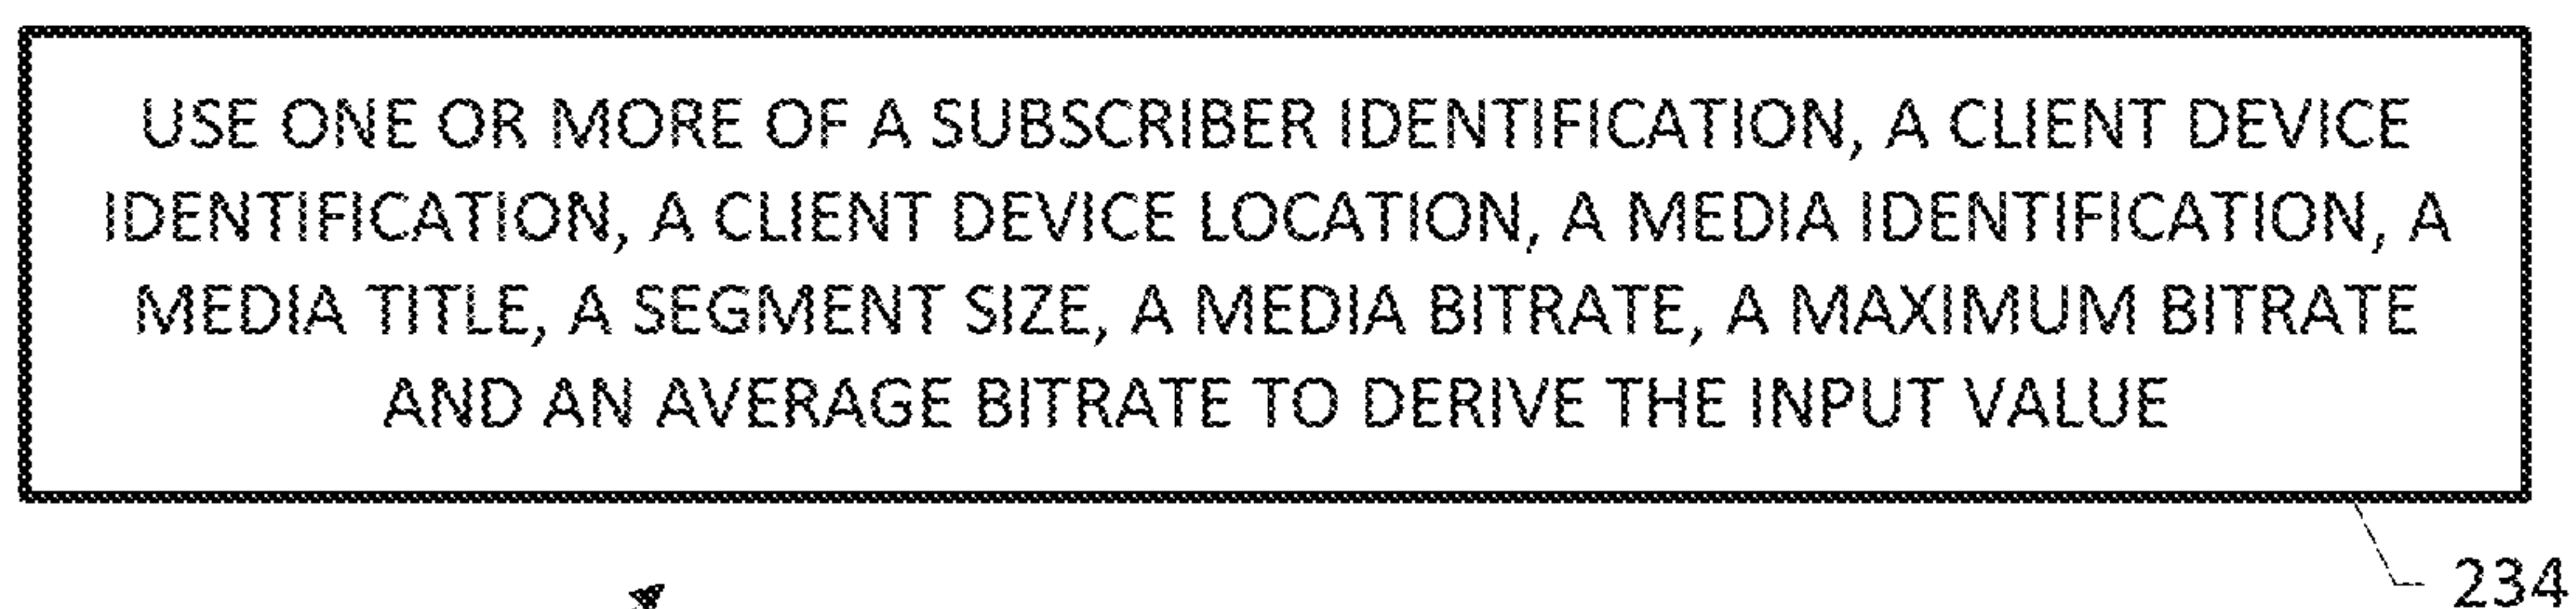 USE ONE OR MORE OF A SUBSCRIBER IDENTIFICATION, A CLIENT DEVICE
IDENTIFICATION, A CLIENT DEVICE LOCATION, A MEDIA IDENTIFICATION, A
MEDIA TITLE, A SEGMENT SIZE, A MEDIA BITRATE, A MAXIMUM BITRATE
AND AN AVERAGE BITRATE TO DERIVE THE INPUT VALUE
234